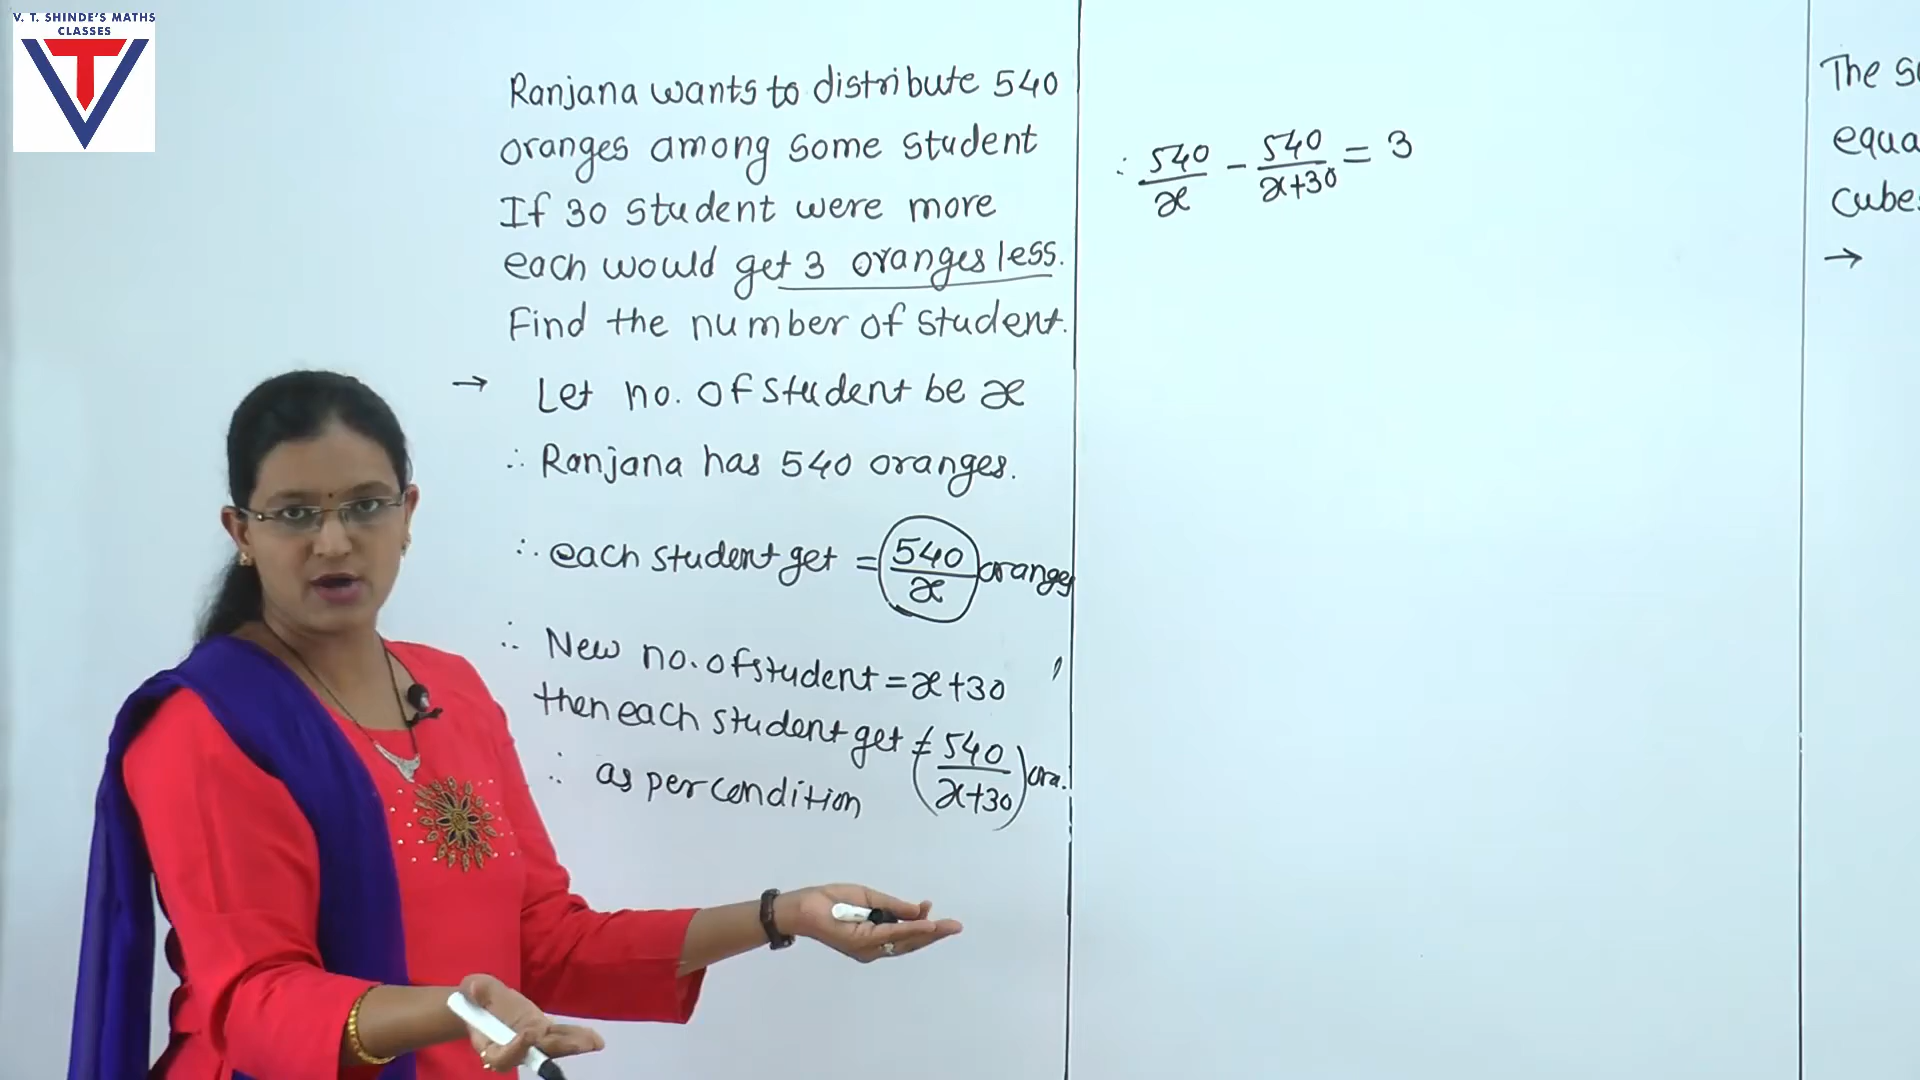 V. T. SHINDE'S MATHS
CLASSES
Ranjana wants to distribute 540
oranges among some student
If 30 student were more
each would get 3 oranges less.
Find the number of student.
→ Let no. of student be x
∴ Ranjana has 540 oranges.
∴ each student get = 540/x oranges
∴ New no. of student = x+30
then each student get = (540/x+30) ora.
∴ as per condition
∴ 540/x - 540/x+30 = 3
The
equa
cube
→